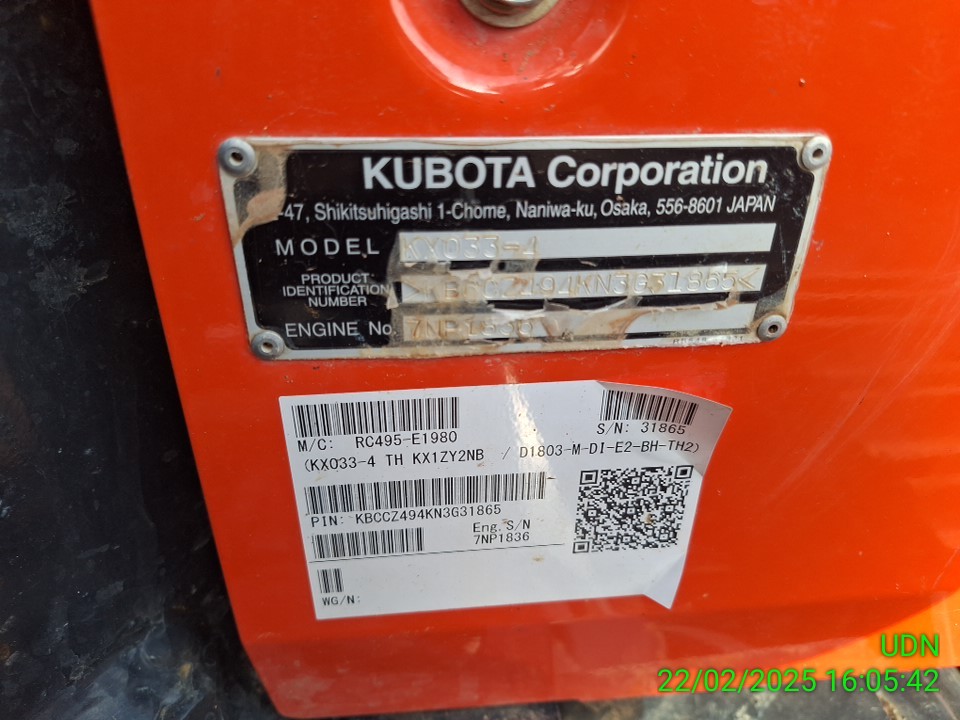 KUBOTA Corporation
-47, Shikitsuhigashi 1-Chome, Naniwa-ku, Osaka, 556-8601 JAPAN
MODEL KX033-4
PRODUCT IDENTIFICATION NUMBER
ENGINE No. 7NP1836
M/C: RC495-E1980
S/N: 31865
(KX033-4 TH KX1ZY2NB / D1803-M-DI-E2-BH-TH2)
PIN: KBCCZ494KN3G31865
Eng. S/N
7NP1836
WG/N:
UDN
22/02/2025 16:05:42